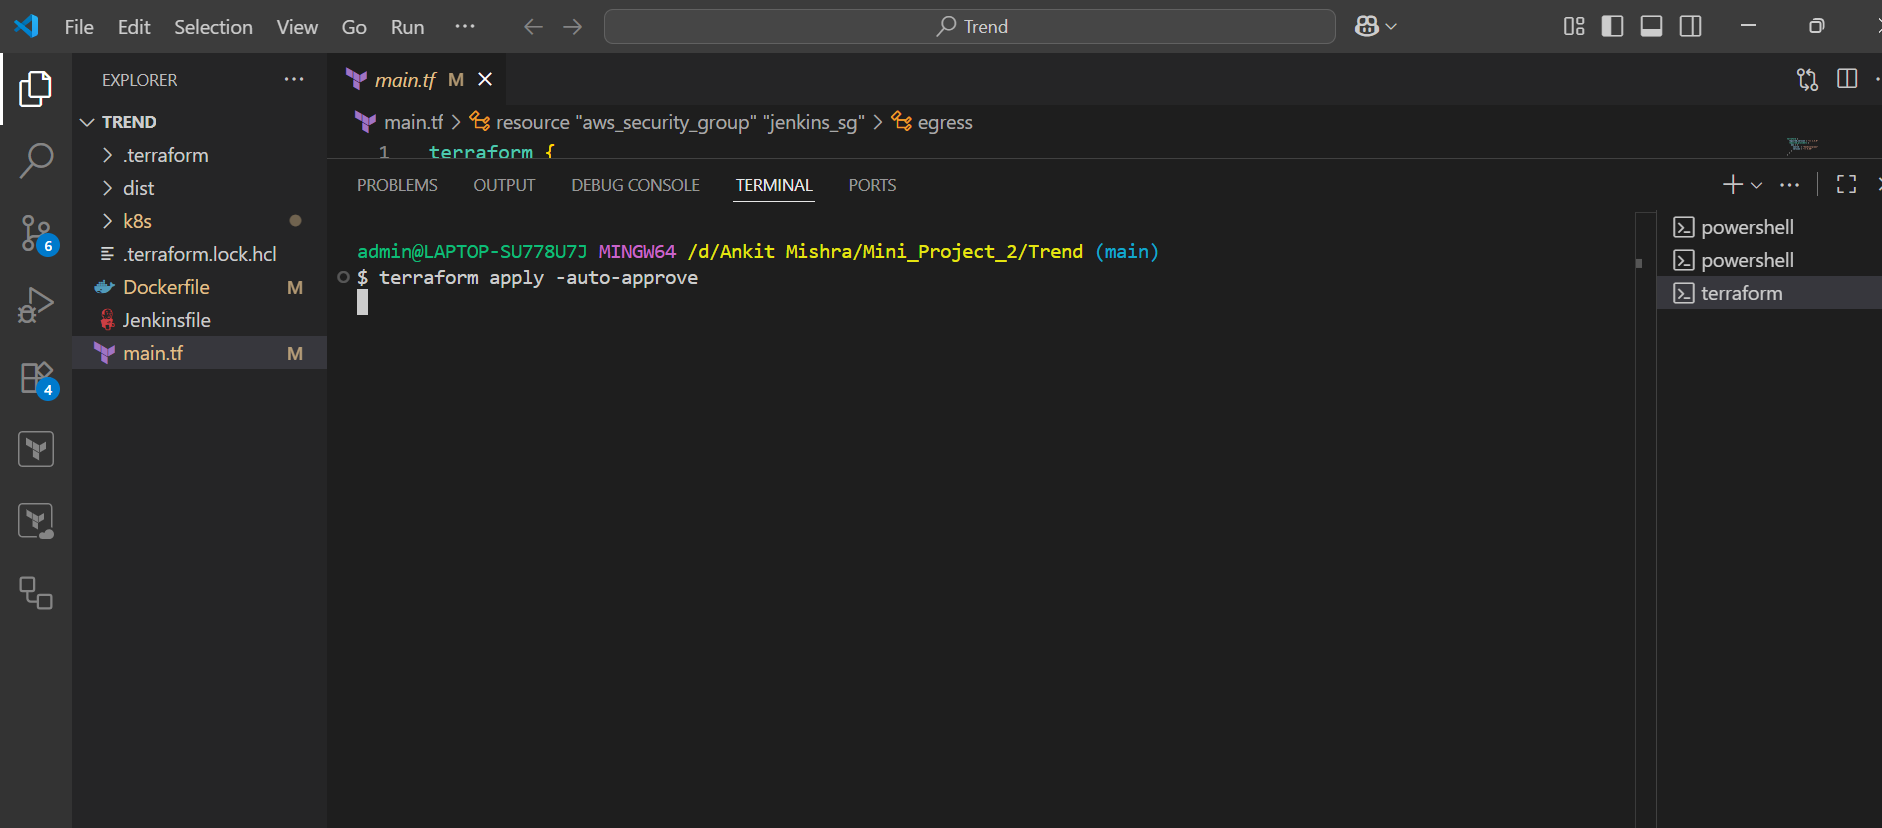 File Edit Selection View Go Run ···
Trend
EXPLORER ···
TREND
.terraform
dist
k8s
.terraform.lock.hcl
Dockerfile M
Jenkinsfile
main.tf M
6
4
main.tf M
main.tf > resource "aws_security_group" "jenkins_sg" > egress
1 terraform {
PROBLEMS OUTPUT DEBUG CONSOLE TERMINAL PORTS
admin@LAPTOP-SU778U7J MINGW64 /d/Ankit Mishra/Mini_Project_2/Trend (main)
$ terraform apply -auto-approve
powershell
powershell
terraform